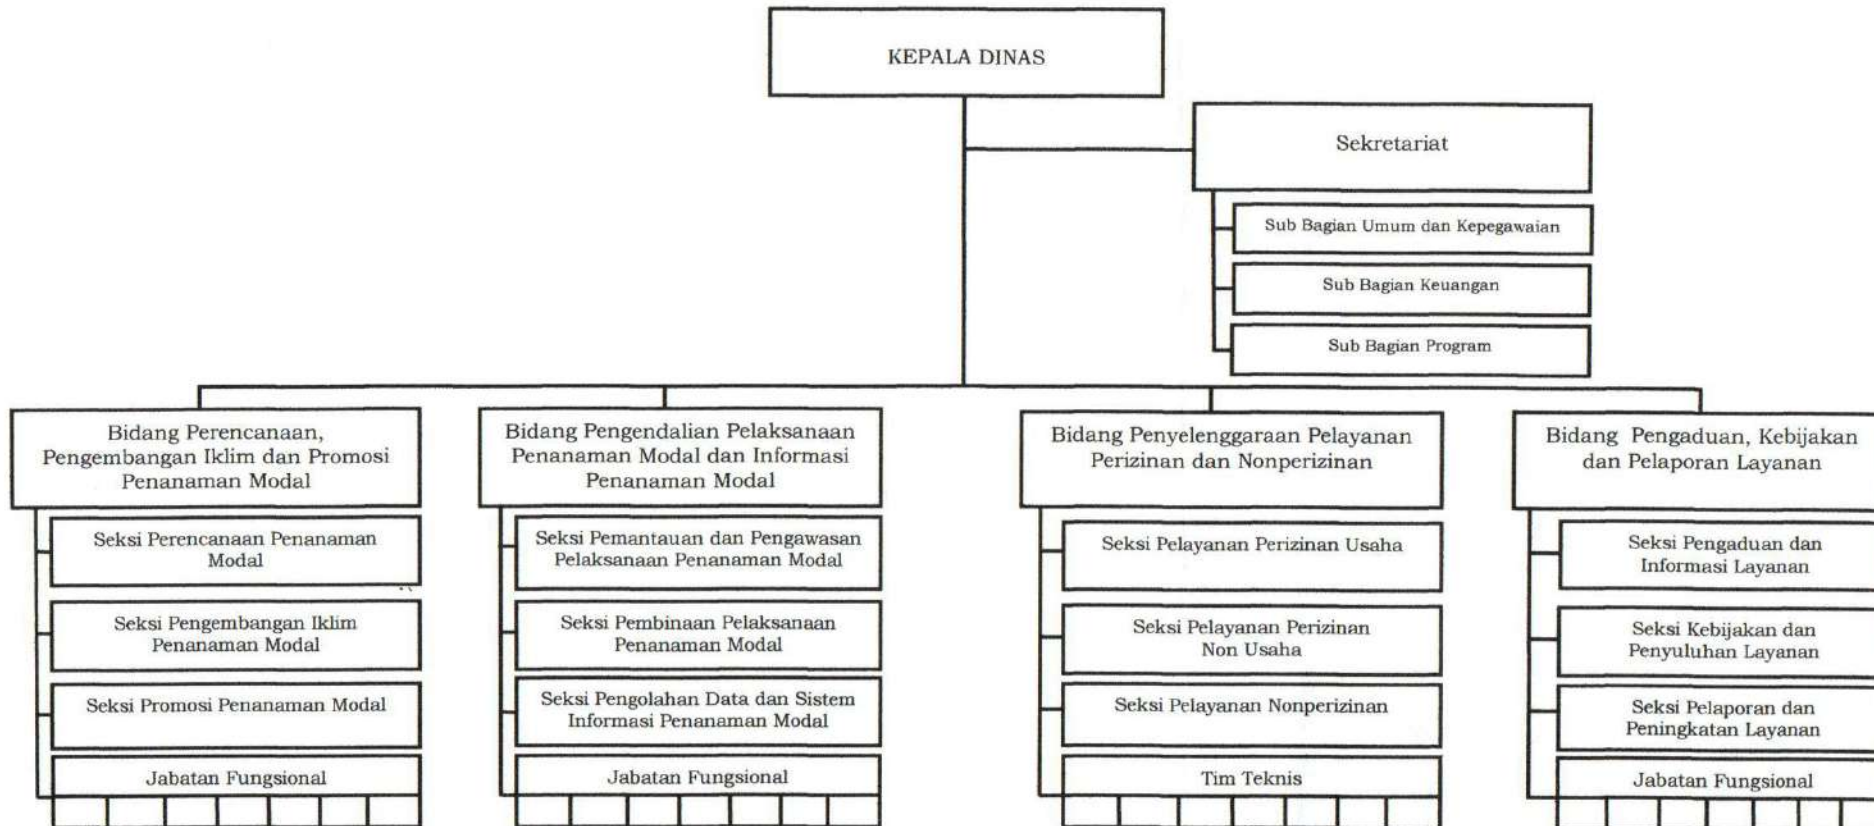 KEPALA DINAS
Sekretariat
Sub Bagian Umum dan Kepegawaian
Sub Bagian Keuangan
Sub Bagian Program
Bidang Perencanaan,
Pengembangan Iklim dan Promosi
Penanaman Modal
Seksi Perencanaan Penanaman
Modal
Seksi Pengembangan Iklim
Penanaman Modal
Seksi Promosi Penanaman Modal
Jabatan Fungsional
Bidang Pengendalian Pelaksanaan
Penanaman Modal dan Informasi
Penanaman Modal
Seksi Pemantauan dan Pengawasan
Pelaksanaan Penanaman Modal
Seksi Pembinaan Pelaksanaan
Penanaman Modal
Seksi Pengolahan Data dan Sistem
Informasi Penanaman Modal
Jabatan Fungsional
Bidang Penyelenggaraan Pelayanan
Perizinan dan Nonperizinan
Seksi Pelayanan Perizinan Usaha
Seksi Pelayanan Perizinan
Non Usaha
Seksi Pelayanan Nonperizinan
Tim Teknis
Bidang Pengaduan, Kebijakan
dan Pelaporan Layanan
Seksi Pengaduan dan
Informasi Layanan
Seksi Kebijakan dan
Penyuluhan Layanan
Seksi Pelaporan dan
Peningkatan Layanan
Jabatan Fungsional